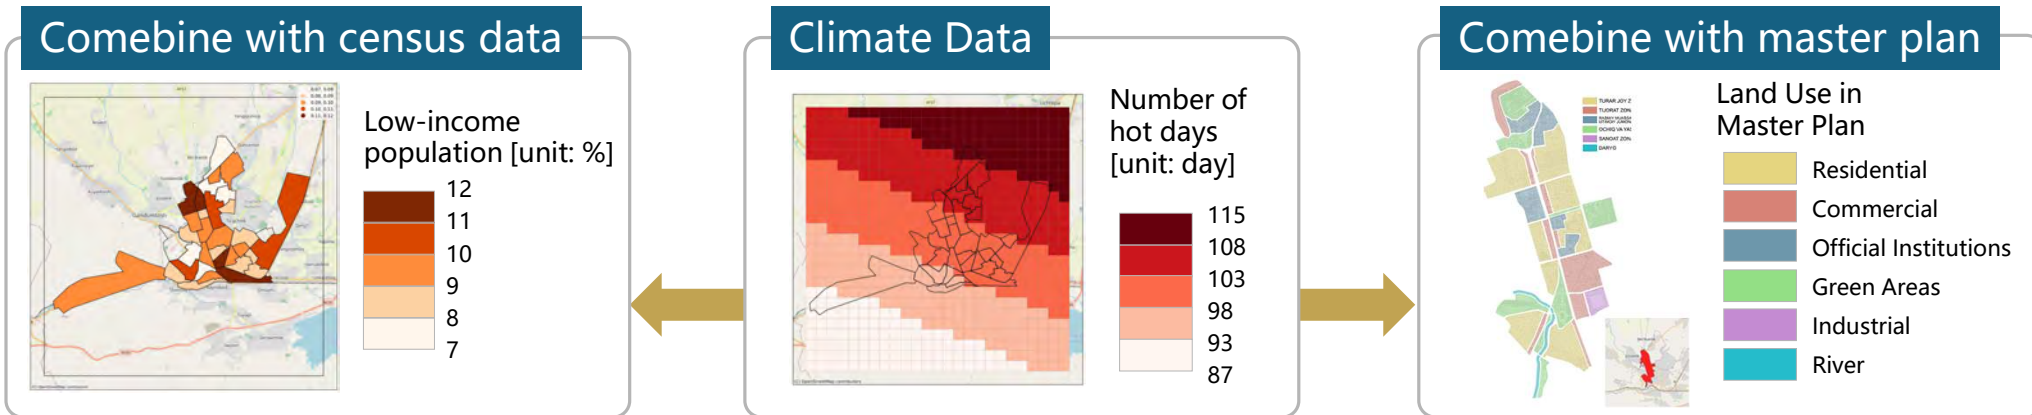 Comebine with census data
Low-income
population [unit: %]
12
11
10
9
8
7
Climate Data
Number of
hot days
[unit: day]
115
108
103
98
93
87
Comebine with master plan
TURAR JOY Z
Land Use in
Master Plan
Residential
Commercial
Official Institutions
Green Areas
Industrial
River